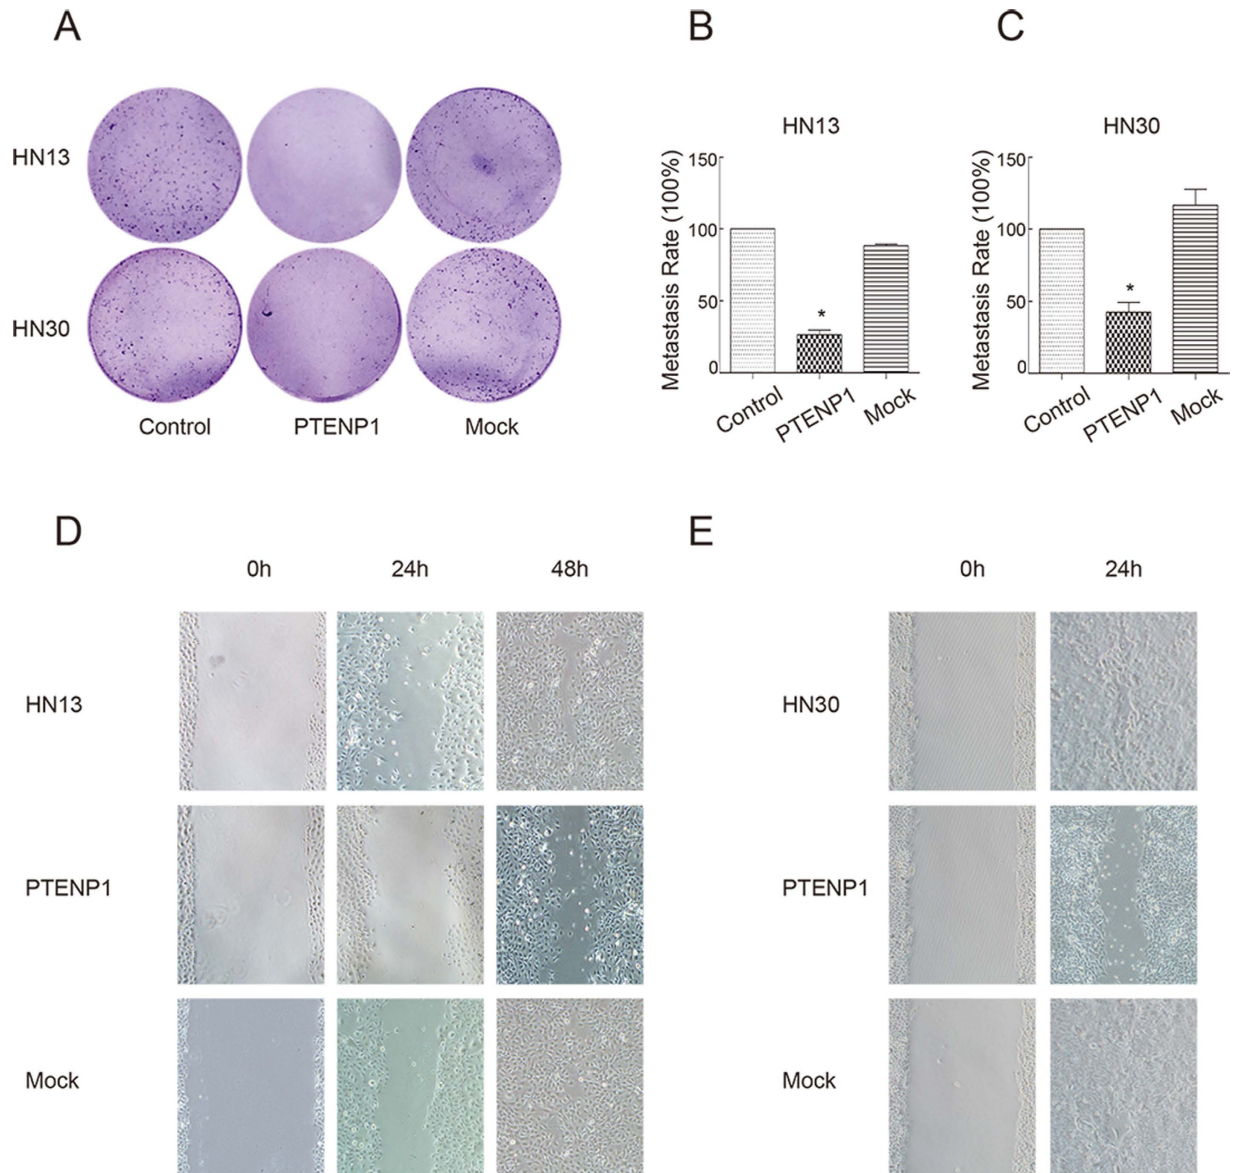 A
B
C
HN13
HN30
Control
PTENP1
Mock
HN13
Metastasis Rate (100%)
150
100
50
0
*
Control
PTENP1
Mock
HN30
Metastasis Rate (100%)
150
100
50
0
*
Control
PTENP1
Mock
D
0h
24h
48h
HN13
PTENP1
Mock
E
0h
24h
HN30
PTENP1
Mock